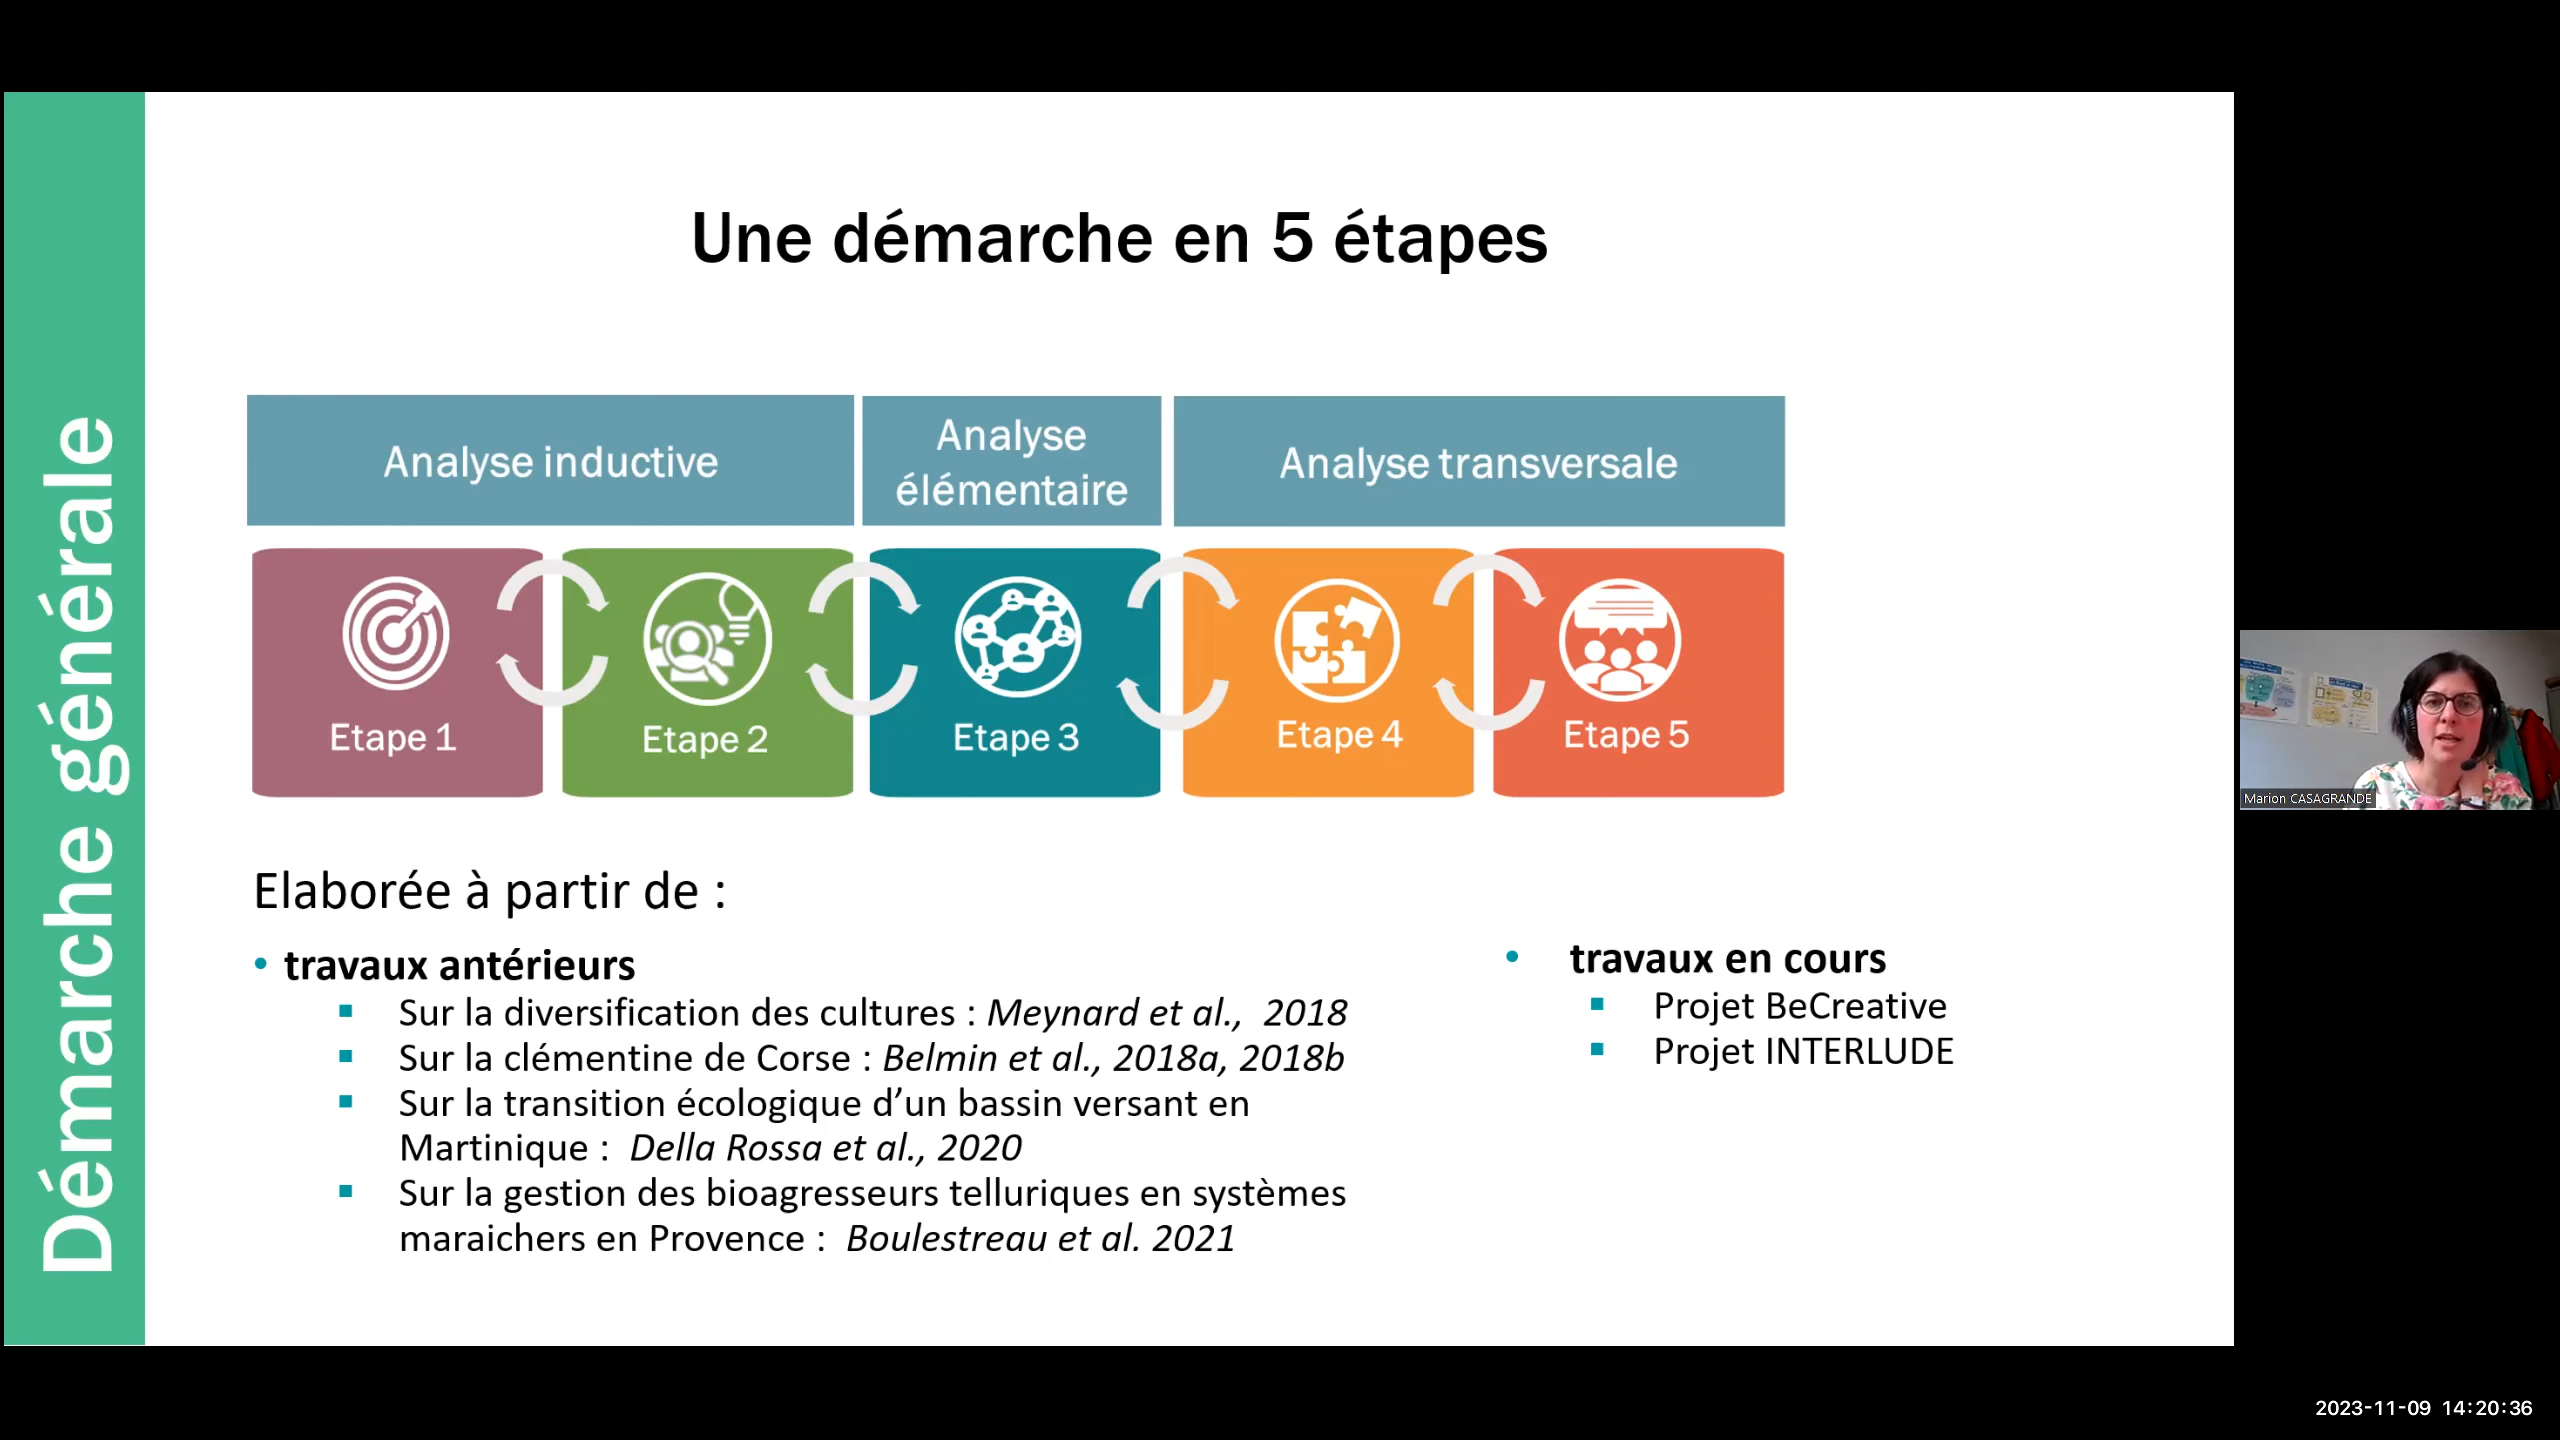 Démarche générale
Une démarche en 5 étapes
Analyse inductive
Analyse
élémentaire
Analyse transversale
Etape 1
Etape 2
Etape 3
Etape 4
Etape 5
Elaborée à partir de :
• travaux antérieurs
▪ Sur la diversification des cultures : Meynard et al., 2018
▪ Sur la clémentine de Corse : Belmin et al., 2018a, 2018b
▪ Sur la transition écologique d’un bassin versant en
Martinique : Della Rossa et al., 2020
▪ Sur la gestion des bioagresseurs telluriques en systèmes
maraichers en Provence : Boulestreau et al. 2021
• travaux en cours
▪ Projet BeCreative
▪ Projet INTERLUDE
Marion CASAGRANDE
2023-11-09 14:20:36